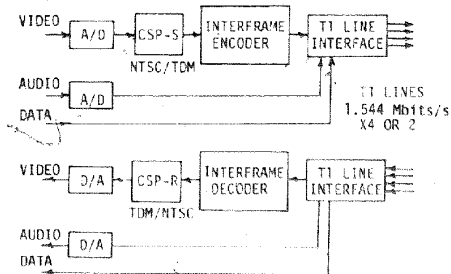 VIDEO
A/D
CSP-S
INTERFRAME
ENCODER
T1 LINE
INTERFACE
NTSC/TDM
AUDIO
A/D
DATA
T1 LINES
1.544 Mbits/s
X4 OR 2
VIDEO
D/A
CSP-R
INTERFRAME
DECODER
T1 LINE
INTERFACE
TDM/NTSC
AUDIO
D/A
DATA